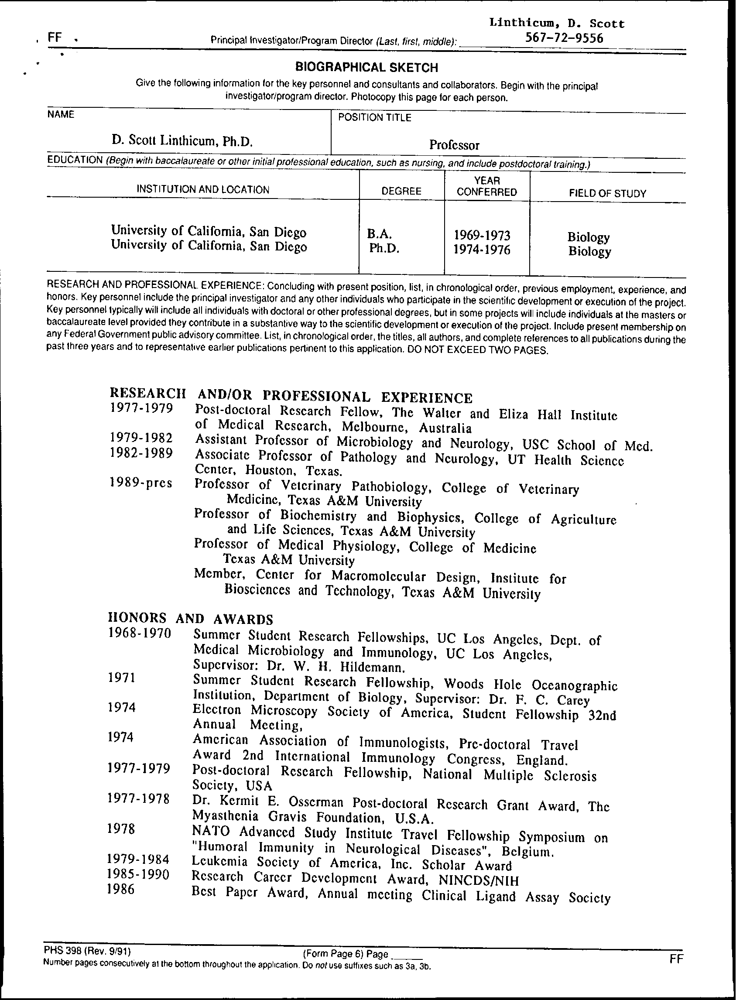 Linthicum, D. Scott
FF
Principal Investigator/Program Director (Last, first, middle):
567-72-9556
BIOGRAPHICAL SKETCH
Give the following information for the key personnel and consultants and collaborators. Begin with the principal
investigator/program director. Photocopy this page for each person.
NAME
POSITION TITLE
D. Scott Linthicum, Ph.D.
Professor
EDUCATION (Begin with baccalaureate or other initial professional education, such as nursing, and include postdoctoral training.)
INSTITUTION AND LOCATION
DEGREE
YEAR
CONFERRED
FIELD OF STUDY
University of California, San Diego B.A. 1969-1973 Biology
University of California, San Diego Ph.D. 1974-1976 Biology
RESEARCH AND PROFESSIONAL EXPERIENCE: Concluding with present position, list, in chronological order, previous employment, experience, and
honors. Key personnel include the principal investigator and any other individuals who participate in the scientific development or execution of the project.
Key personnel typically will include all individuals with doctoral or other professional degrees, but in some projects will include individuals at the masters or
baccalaureate level provided they contribute in a substantive way to the scientific development or execution of the project. Include present membership on
any Federal Government public advisory committee. List, in chronological order, the titles, all authors, and complete references to all publications during the
past three years and to representative earlier publications pertinent to this application. DO NOT EXCEED TWO PAGES.
RESEARCH AND/OR PROFESSIONAL EXPERIENCE
1977-1979 Post-doctoral Research Fellow, The Walter and Eliza Hall Institute
of Medical Research, Melbourne, Australia
1979-1982 Assistant Professor of Microbiology and Neurology, USC School of Med.
1982-1989 Associate Professor of Pathology and Neurology, UT Health Science
Center, Houston, Texas.
1989-pres Professor of Veterinary Pathobiology, College of Veterinary
Medicine, Texas A&M University
Professor of Biochemistry and Biophysics, College of Agriculture
and Life Sciences, Texas A&M University
Professor of Medical Physiology, College of Medicine
Texas A&M University
Member, Center for Macromolecular Design, Institute for
Biosciences and Technology, Texas A&M University
HONORS AND AWARDS
1968-1970 Summer Student Research Fellowships, UC Los Angeles, Dept. of
Medical Microbiology and Immunology, UC Los Angeles,
Supervisor: Dr. W. H. Hildemann.
1971 Summer Student Research Fellowship, Woods Hole Oceanographic
Institution, Department of Biology, Supervisor: Dr. F. C. Carey
1974 Electron Microscopy Society of America, Student Fellowship 32nd
Annual Meeting,
1974 American Association of Immunologists, Pre-doctoral Travel
Award 2nd International Immunology Congress, England.
1977-1979 Post-doctoral Research Fellowship, National Multiple Sclerosis
Society, USA
1977-1978 Dr. Kermit E. Osserman Post-doctoral Research Grant Award, The
Myasthenia Gravis Foundation, U.S.A.
1978 NATO Advanced Study Institute Travel Fellowship Symposium on
"Humoral Immunity in Neurological Diseases", Belgium.
1979-1984 Leukemia Society of America, Inc. Scholar Award
1985-1990 Research Career Development Award, NINCDS/NIH
1986 Best Paper Award, Annual meeting Clinical Ligand Assay Society
PHS 398 (Rev. 9/91) (Form Page 6) Page FF
Number pages consecutively at the bottom throughout the application. Do not use suffixes such as 3a, 3b.